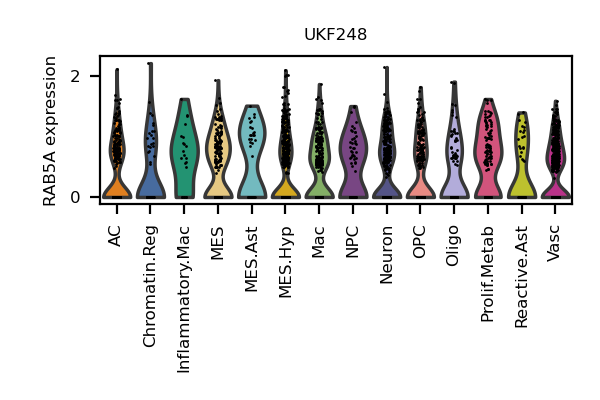 UKF248
RAB5A expression
2
0
AC
Chromatin.Reg
Inflammatory.Mac
MES
MES.Ast
MES.Hyp
Mac
NPC
Neuron
OPC
Oligo
Prolif.Metab
Reactive.Ast
Vasc